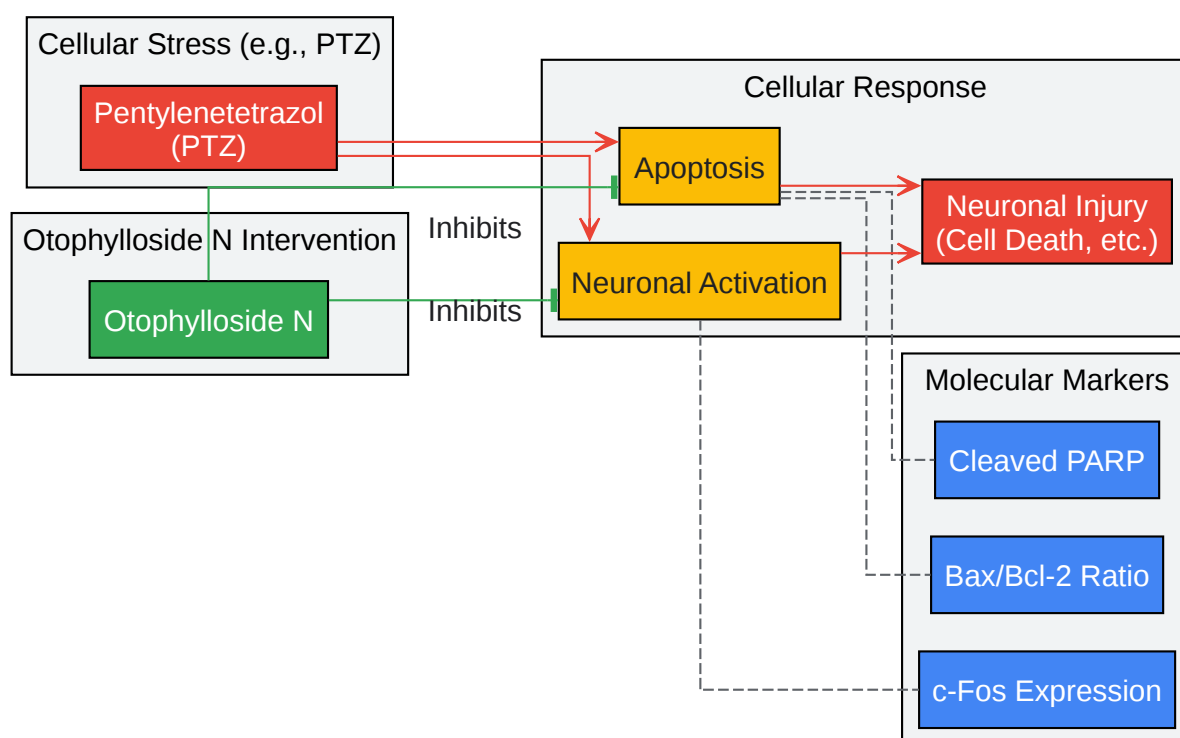 Cellular Stress (e.g., PTZ)
Pentylenetetrazol
(PTZ)
Otophylloside N Intervention
Otophylloside N
Inhibits
Inhibits
Cellular Response
Apoptosis
Neuronal Activation
Neuronal Injury
(Cell Death, etc.)
Molecular Markers
Cleaved PARP
Bax/Bcl-2 Ratio
c-Fos Expression